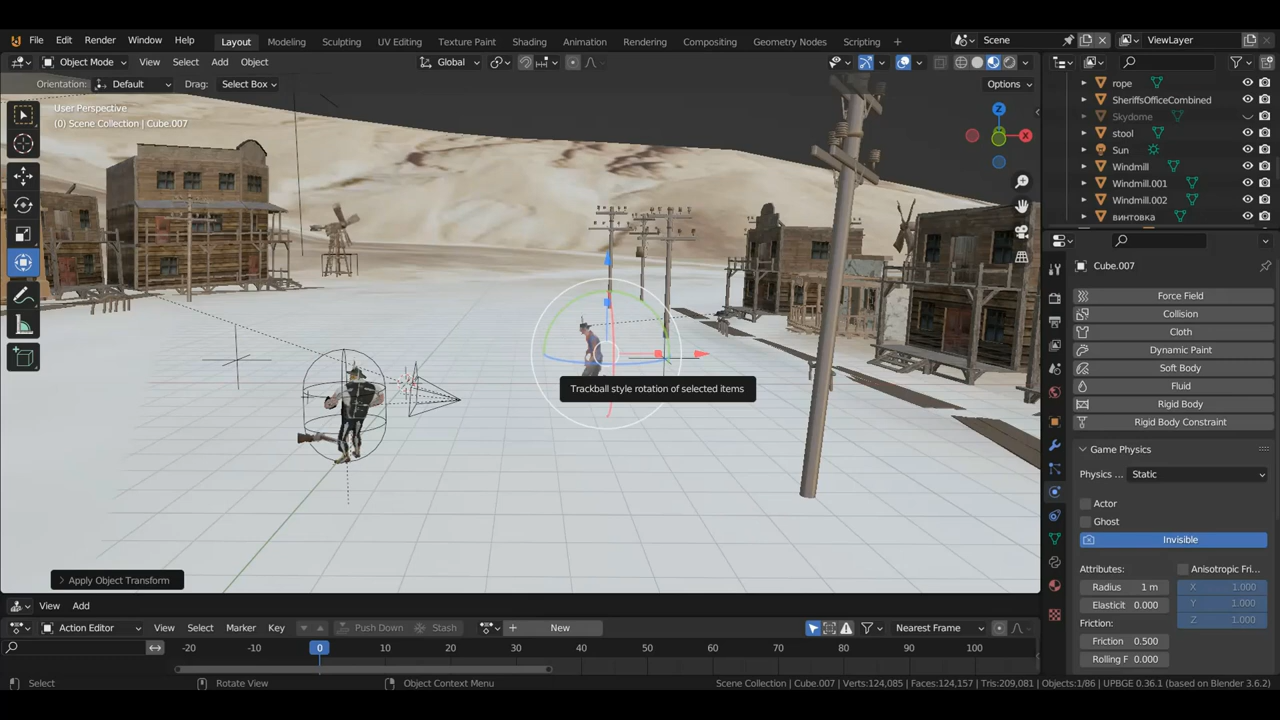 File Edit Render Window Help Layout Modeling Sculpting UV Editing Texture Paint Shading Animation Rendering Compositing Geometry Nodes Scripting + Scene ViewLayer
Object Mode View Select Add Object Global
Orientation: Default Drag: Select Box Options
User Perspective
(0) Scene Collection | Cube.007
Z
X
Trackball style rotation of selected items
Apply Object Transform
rope
SheriffsOfficeCombined
Skydome
stool
Sun
Windmill
Windmill.001
Windmill.002
винтовка
Cube.007
Force Field
Collision
Cloth
Dynamic Paint
Soft Body
Fluid
Rigid Body
Rigid Body Constraint
Game Physics
Physics ... Static
Actor
Ghost
Invisible
Attributes: Anisotropic Fri...
Radius 1 m X 1.000
Elasticit 0.000 Y 1.000
Friction: Z 1.000
Friction 0.500
Rolling F 0.000
View Add
Action Editor View Select Marker Key Push Down Stash New Nearest Frame
-20 -10 0 10 20 30 40 50 60 70 80 90 100
Select Rotate View Object Context Menu Scene Collection | Cube.007 | Verts:124,085 | Faces:124,157 | Tris:209,081 | Objects:1/86 | UPBGE 0.36.1 (based on Blender 3.6.2)